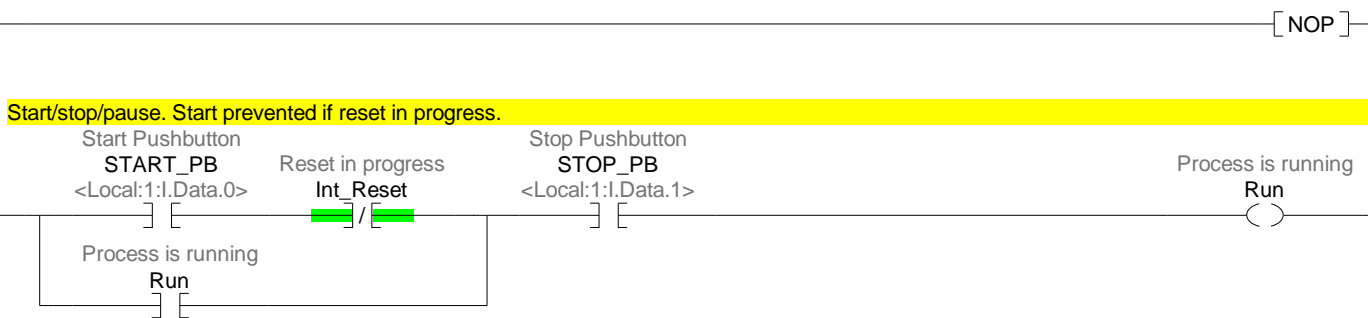 NOP
Start/stop/pause. Start prevented if reset in progress.
Start Pushbutton
START_PB
<Local:1:I.Data.0>
Reset in progress
Int_Reset
/
Stop Pushbutton
STOP_PB
<Local:1:I.Data.1>
Process is running
Run
Process is running
Run